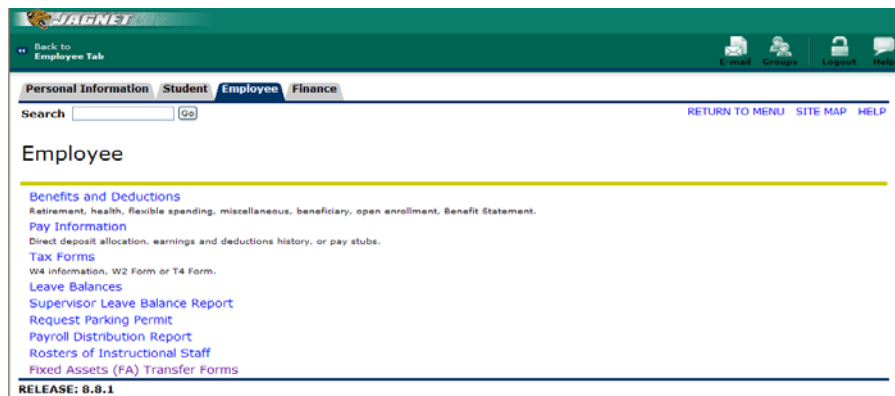 JAGNET
Back to
Employee Tab
E-mail Groups Logout Help
Personal Information Student Employee Finance
Search Go RETURN TO MENU SITE MAP HELP
Employee
Benefits and Deductions
Retirement, health, flexible spending, miscellaneous, beneficiary, open enrollment, Benefit Statement.
Pay Information
Direct deposit allocation, earnings and deductions history, or pay stubs.
Tax Forms
W4 information, W2 Form or T4 Form.
Leave Balances
Supervisor Leave Balance Report
Request Parking Permit
Payroll Distribution Report
Rosters of Instructional Staff
Fixed Assets (FA) Transfer Forms
RELEASE: 8.8.1